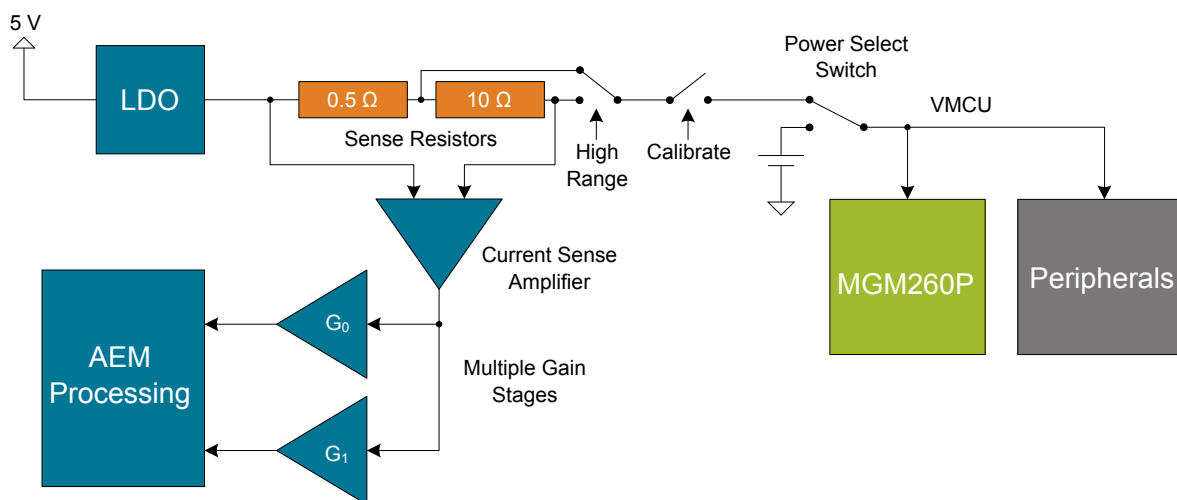 5 V
LDO
0.5 Ω
10 Ω
Sense Resistors
High
Range
Calibrate
Power Select
Switch
VMCU
Current Sense
Amplifier
MGM260P
Peripherals
AEM
Processing
G0
G1
Multiple Gain
Stages